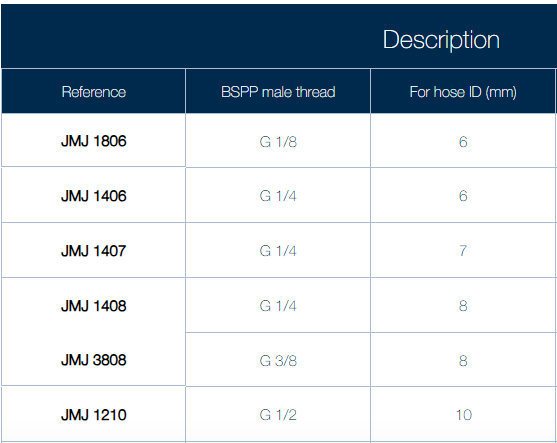 Description
Reference BSPP male thread For hose ID (mm)
JMJ 1806 G 1/8 6
JMJ 1406 G 1/4 6
JMJ 1407 G 1/4 7
JMJ 1408 G 1/4 8
JMJ 3808 G 3/8 8
JMJ 1210 G 1/2 10